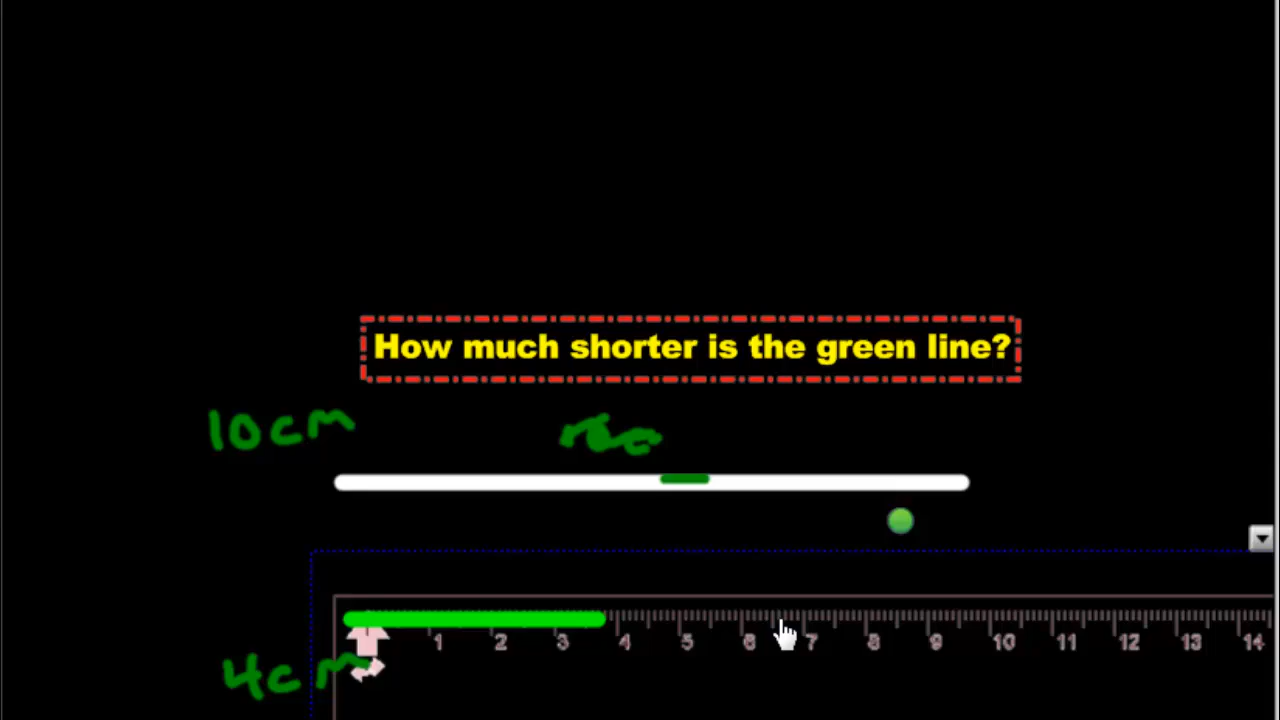 How much shorter is the green line?
10cm
1 2 3 4 5 6 7 8 9 10 11 12 13 14
4cm